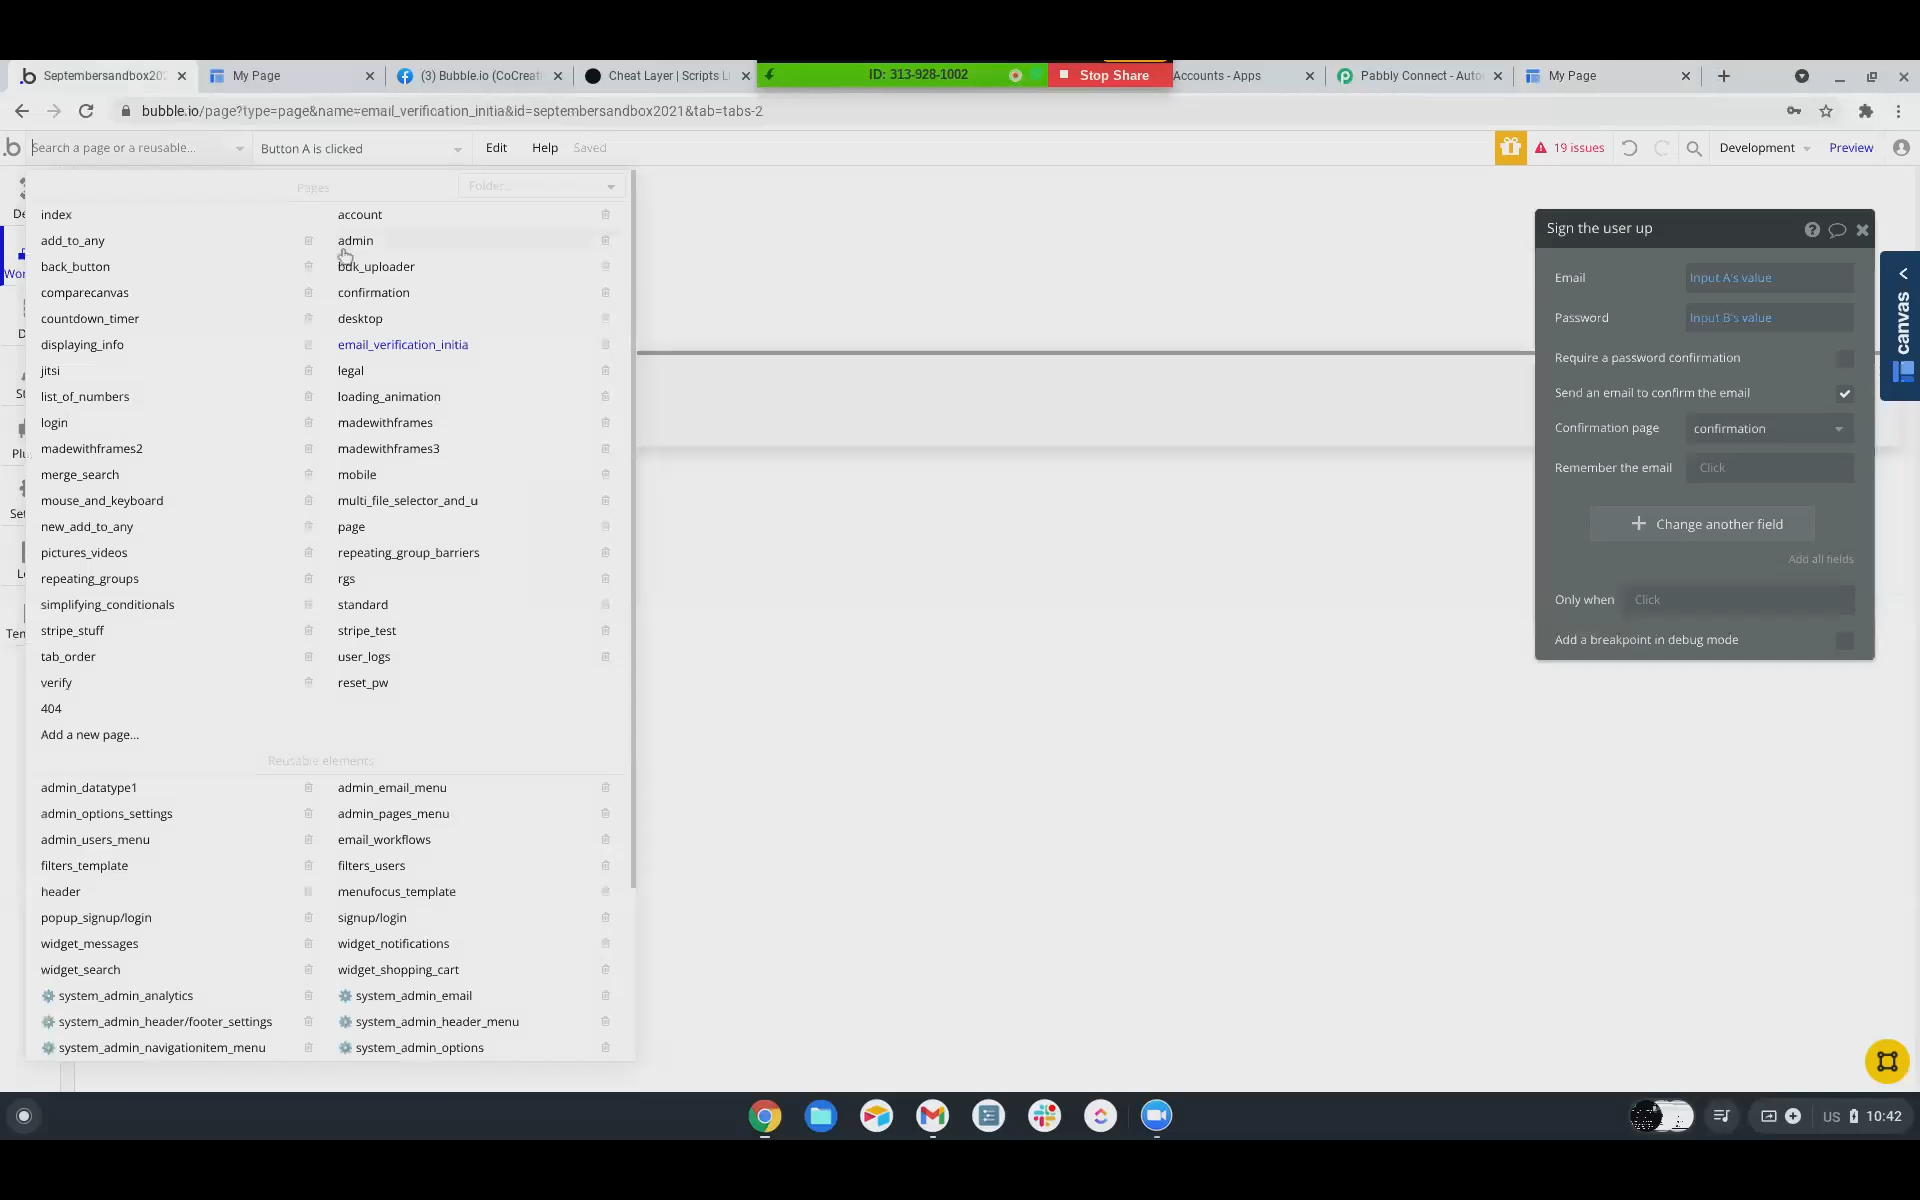 Septembersandbox202
My Page
(3) Bubble.io (CoCreati
Cheat Layer | Scripts Li
ID: 313-928-1002
Stop Share
Accounts - Apps
Pabbly Connect - Auto
My Page
bubble.io/page?type=page&name=email_verification_initia&id=septembersandbox2021&tab=tabs-2
Search a page or a reusable...
Button A is clicked
Edit
Help
Saved
19 issues
Development
Preview
Pages
Folder...
index
account
add_to_any
admin
back_button
bdk_uploader
comparecanvas
confirmation
countdown_timer
desktop
displaying_info
email_verification_initia
jitsi
legal
list_of_numbers
loading_animation
login
madewithframes
madewithframes2
madewithframes3
merge_search
mobile
mouse_and_keyboard
multi_file_selector_and_u
new_add_to_any
page
pictures_videos
repeating_group_barriers
repeating_groups
rgs
simplifying_conditionals
standard
stripe_stuff
stripe_test
tab_order
user_logs
verify
reset_pw
404
Add a new page...
Reusable elements
admin_datatype1
admin_email_menu
admin_options_settings
admin_pages_menu
admin_users_menu
email_workflows
filters_template
filters_users
header
menufocus_template
popup_signup/login
signup/login
widget_messages
widget_notifications
widget_search
widget_shopping_cart
system_admin_analytics
system_admin_email
system_admin_header/footer_settings
system_admin_header_menu
system_admin_navigationitem_menu
system_admin_options
Sign the user up
Email
Input A's value
Password
Input B's value
Require a password confirmation
Send an email to confirm the email
Confirmation page
confirmation
Remember the email
Click
Change another field
Add all fields
Only when
Click
Add a breakpoint in debug mode
canvas
US
10:42